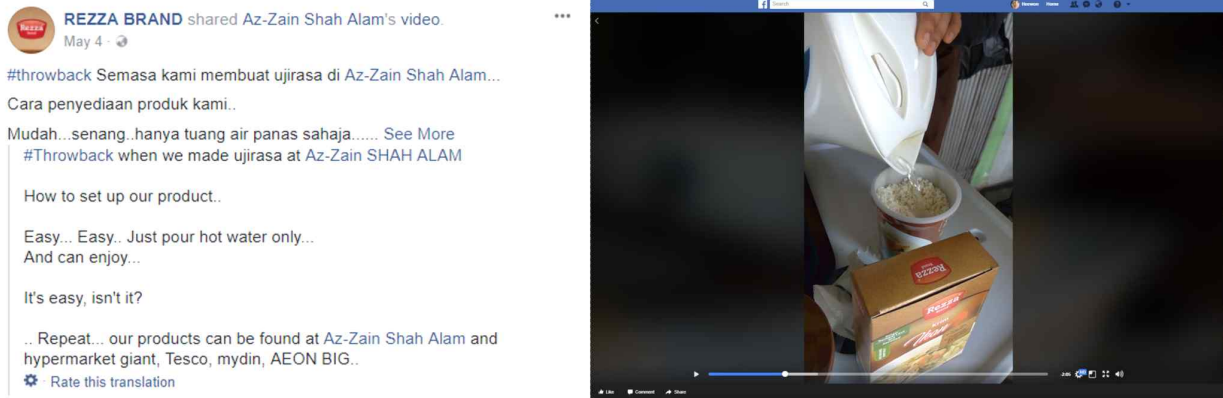 REZZA BRAND shared Az-Zain Shah Alam's video.
May 4
#throwback Semasa kami membuat ujirasa di Az-Zain Shah Alam...
Cara penyediaan produk kami..
Mudah...senang..hanya tuang air panas sahaja...... See More
#Throwback when we made ujirasa at Az-Zain SHAH ALAM
How to set up our product..
Easy... Easy.. Just pour hot water only...
And can enjoy...
It's easy, isn't it?
.. Repeat... our products can be found at Az-Zain Shah Alam and
hypermarket giant, Tesco, mydin, AEON BIG..
Rate this translation
Rezza
Search
Home
Rezza
Rezza
Like Comment Share